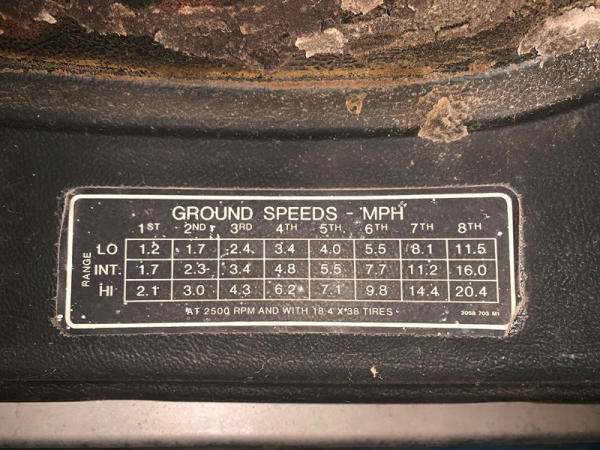 GROUND SPEEDS - MPH
1ST 2ND 3RD 4TH 5TH 6TH 7TH 8TH
RANGE
LO 1.2 1.7 2.4 3.4 4.0 5.5 8.1 11.5
INT. 1.7 2.3 3.4 4.8 5.5 7.7 11.2 16.0
HI 2.1 3.0 4.3 6.2 7.1 9.8 14.4 20.4
AT 2500 RPM AND WITH 18.4 X 38 TIRES 3058 703 M1